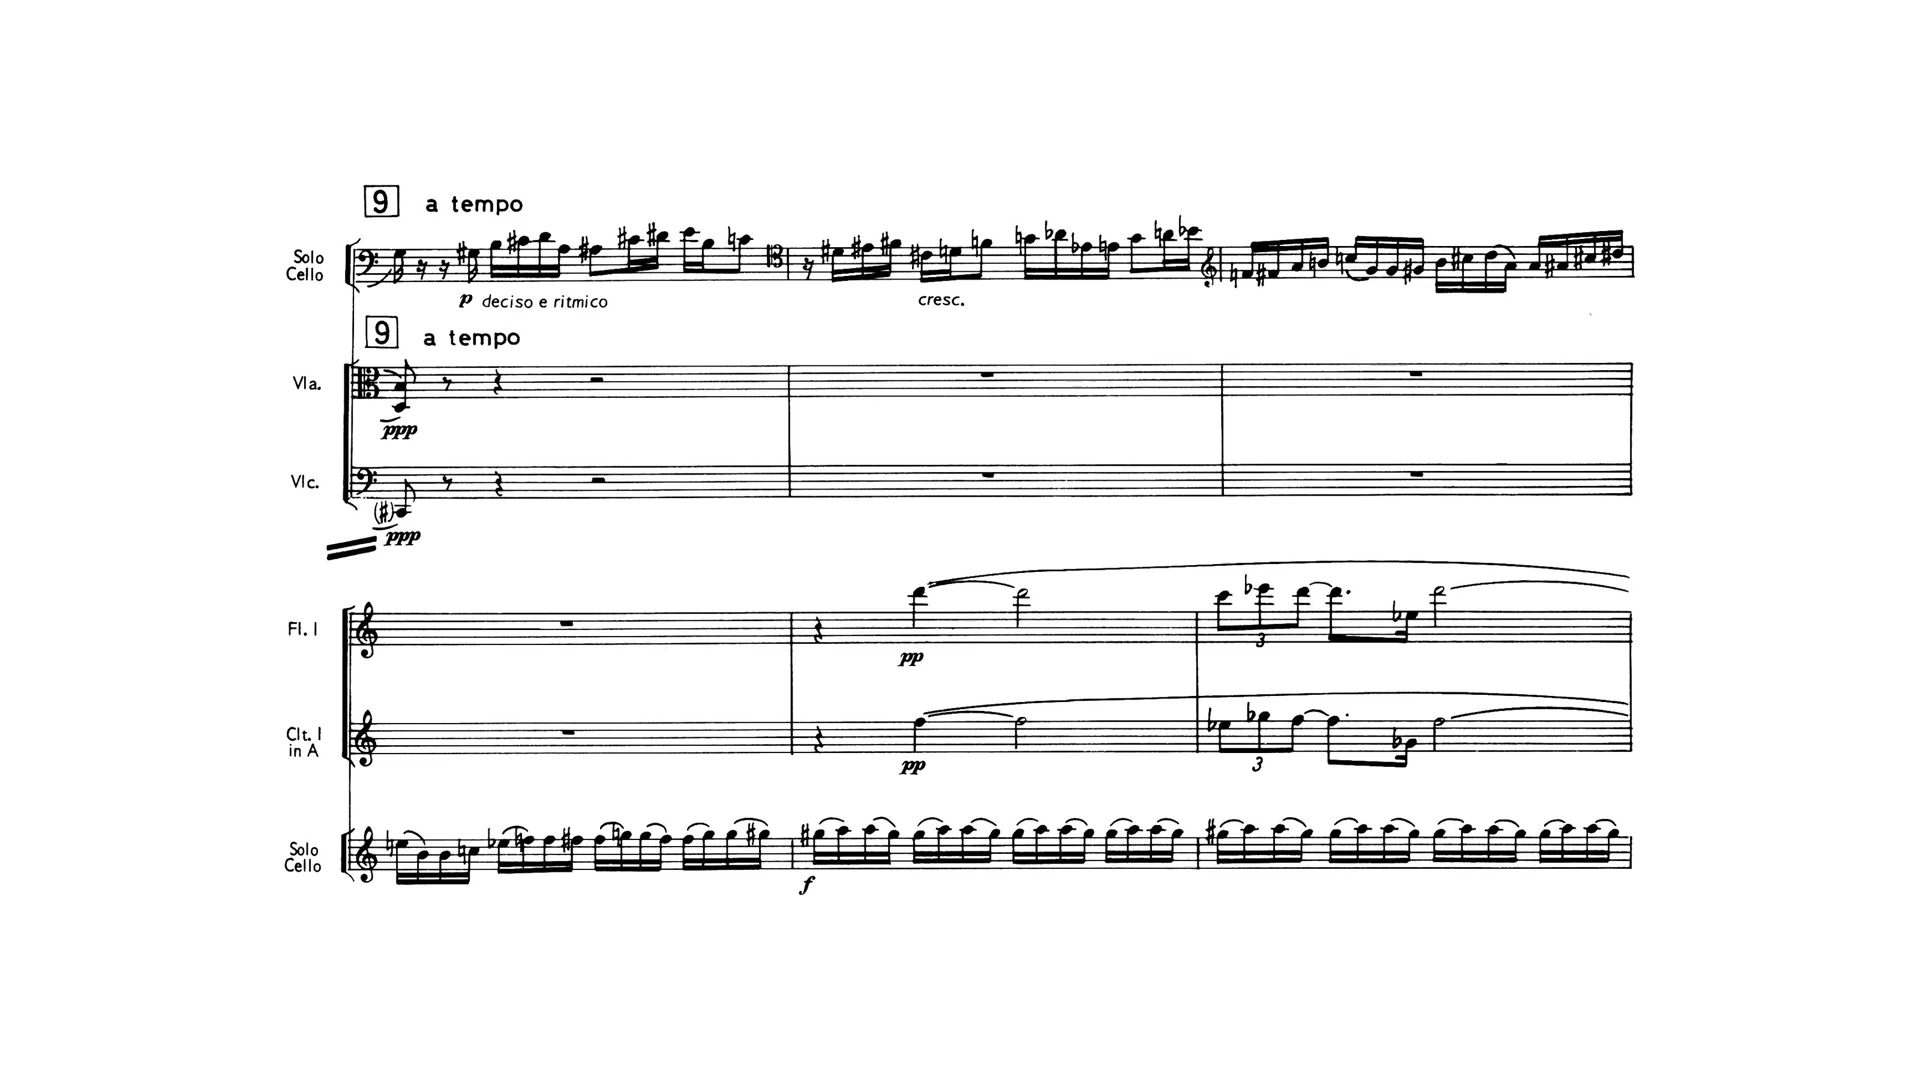 9 a tempo
Solo
Cello
p deciso e ritmico
cresc.
9 a tempo
Vla.
ppp
Vlc.
ppp
Fl. I
pp
3
Clt. I
in A
pp
3
Solo
Cello
f